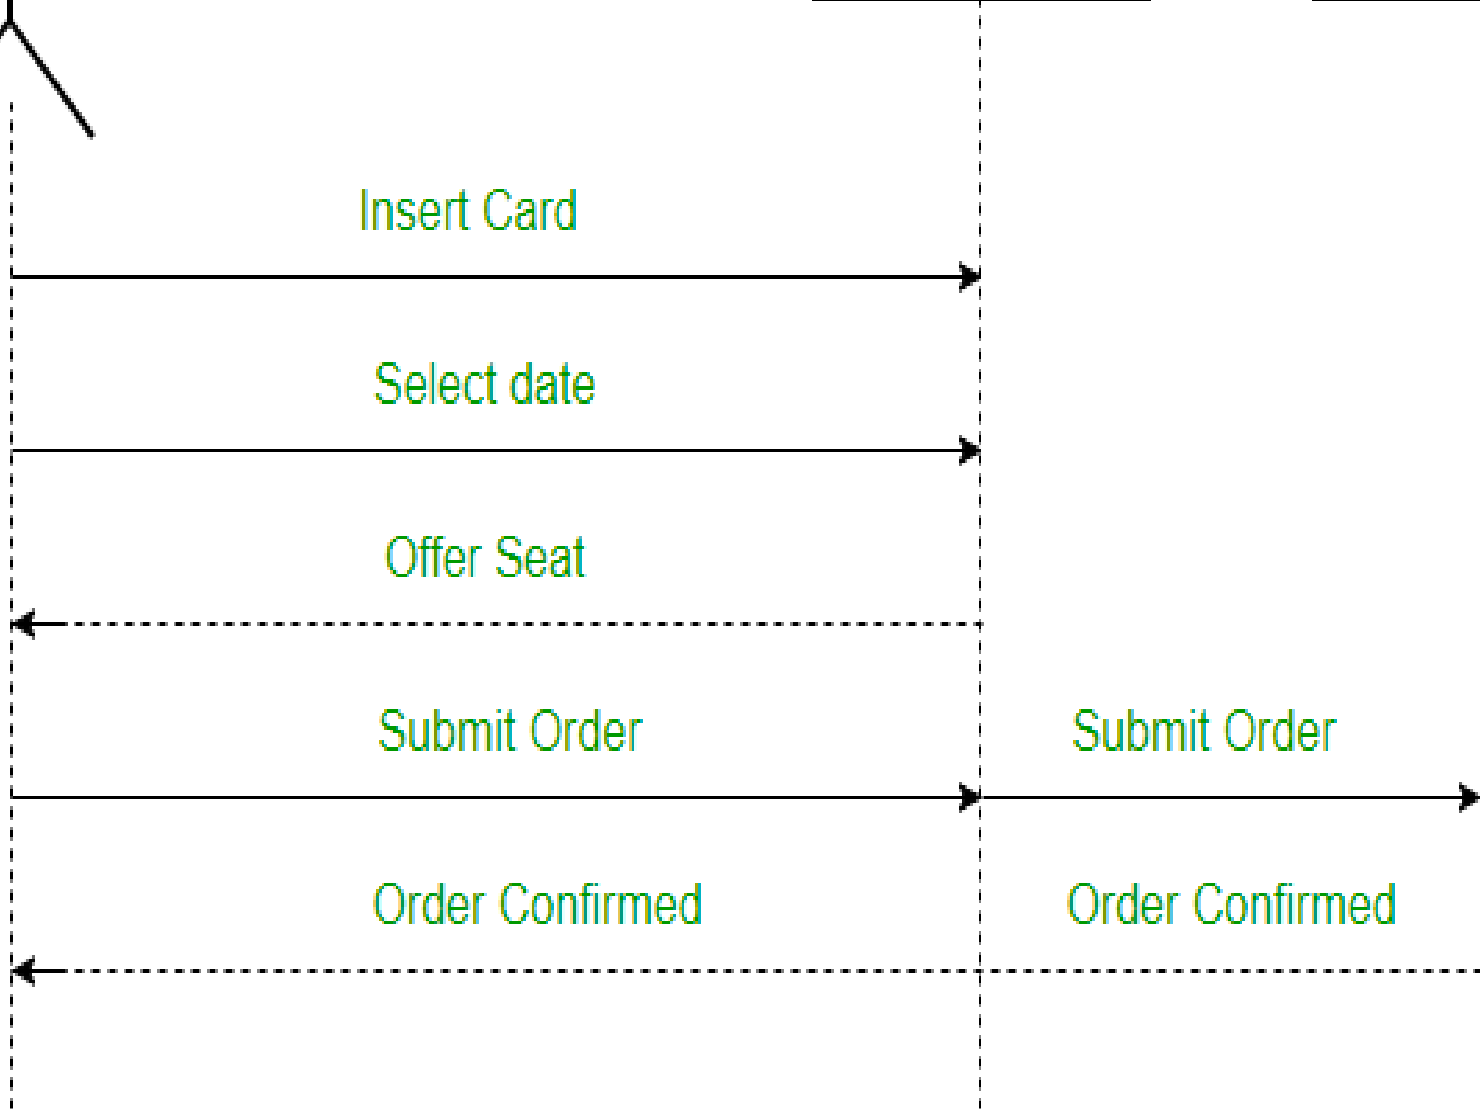 Insert Card
Select date
Offer Seat
Submit Order
Submit Order
Order Confirmed
Order Confirmed